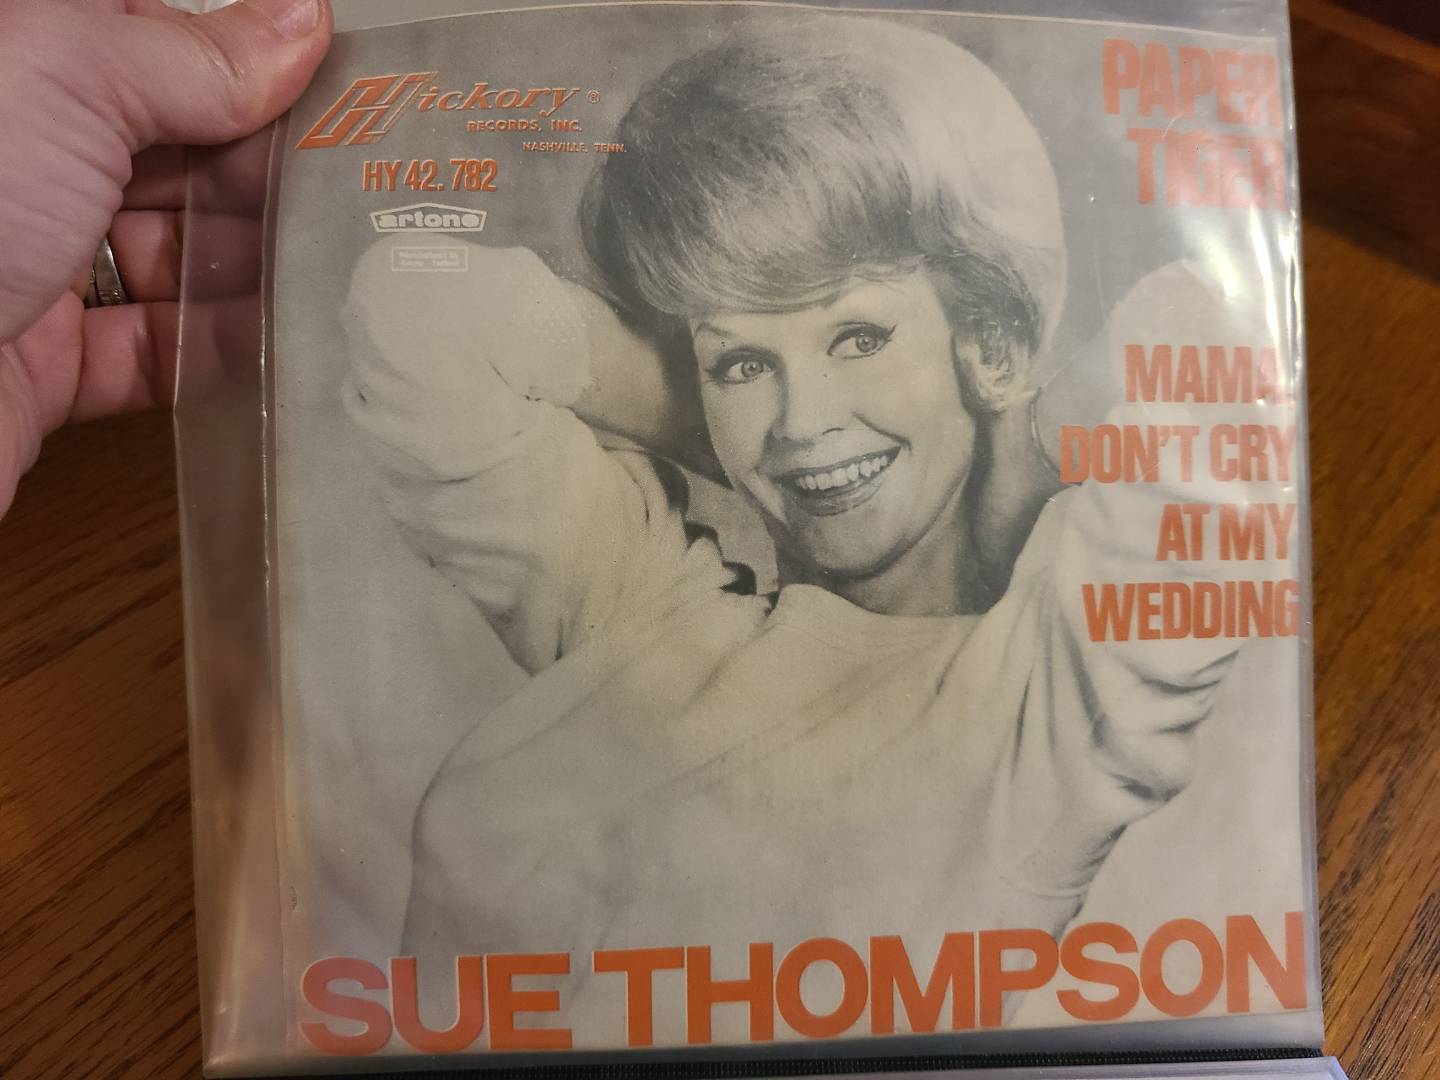 Hickory ®
RECORDS, INC.
NASHVILLE, TENN.
HY 42.782
artone
PAPER
TIGER
MAMA
DON'T CRY
AT MY
WEDDING
SUE THOMPSON